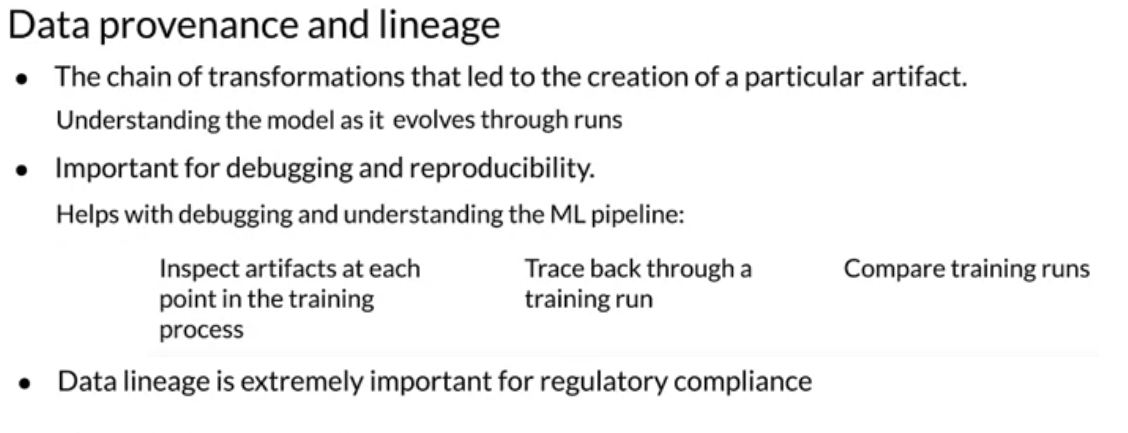 Data provenance and lineage
• The chain of transformations that led to the creation of a particular artifact.
Understanding the model as it evolves through runs
• Important for debugging and reproducibility.
Helps with debugging and understanding the ML pipeline:
Inspect artifacts at each
point in the training
process
Trace back through a
training run
Compare training runs
• Data lineage is extremely important for regulatory compliance